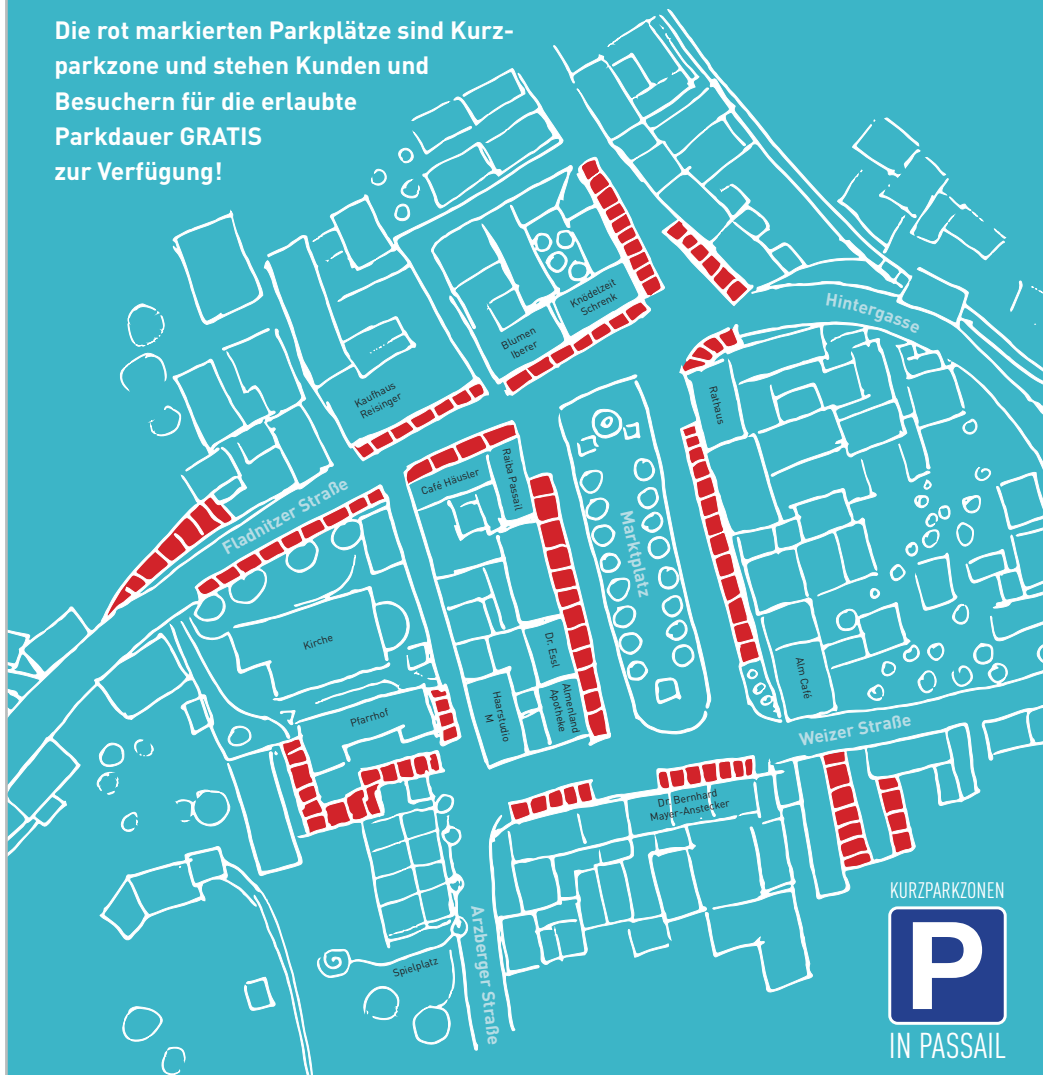 Die rot markierten Parkplätze sind Kurz-
parkzone und stehen Kunden und
Besuchern für die erlaubte
Parkdauer GRATIS
zur Verfügung!
Hintergasse
Knödelzeit
Schrenk
Blumen
Iberer
Kaufhaus
Reisinger
Rathaus
Café Häusler
Raiba Passail
Fladnitzer Straße
Marktplatz
Kirche
Dr. Essl
Alm Café
Haarstudio
M
Almenland
Apotheke
Pfarrhof
Weizer Straße
Dr. Bernhard
Mayer-Anstecker
Arzberger Straße
Spielplatz
KURZPARKZONEN
P
IN PASSAIL